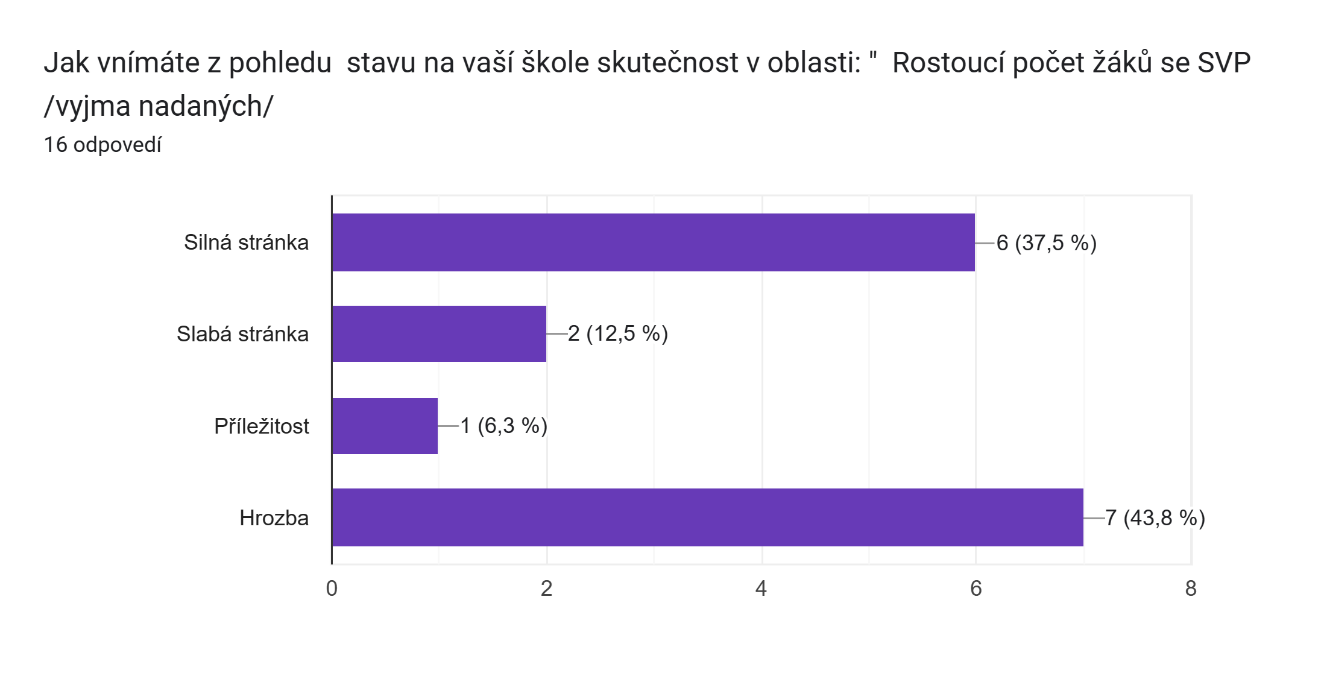 Jak vnímáte z pohledu  stavu na vaší škole skutečnost v oblasti: "  Rostoucí počet žáků se SVP
/vyjma nadaných/
16 odpovedí
Silná stránka
6 (37,5 %)
Slabá stránka
2 (12,5 %)
Příležitost
1 (6,3 %)
Hrozba
7 (43,8 %)
0 2 4 6 8